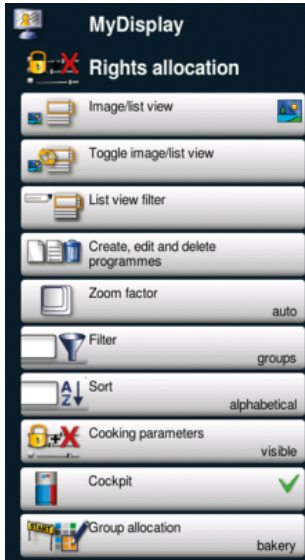 MyDisplay
Rights allocation
Image/list view
Toggle image/list view
List view filter
Create, edit and delete
programmes
Zoom factor
auto
Filter
groups
A
Z
Sort
alphabetical
Cooking parameters
visible
Cockpit
START
Group allocation
bakery